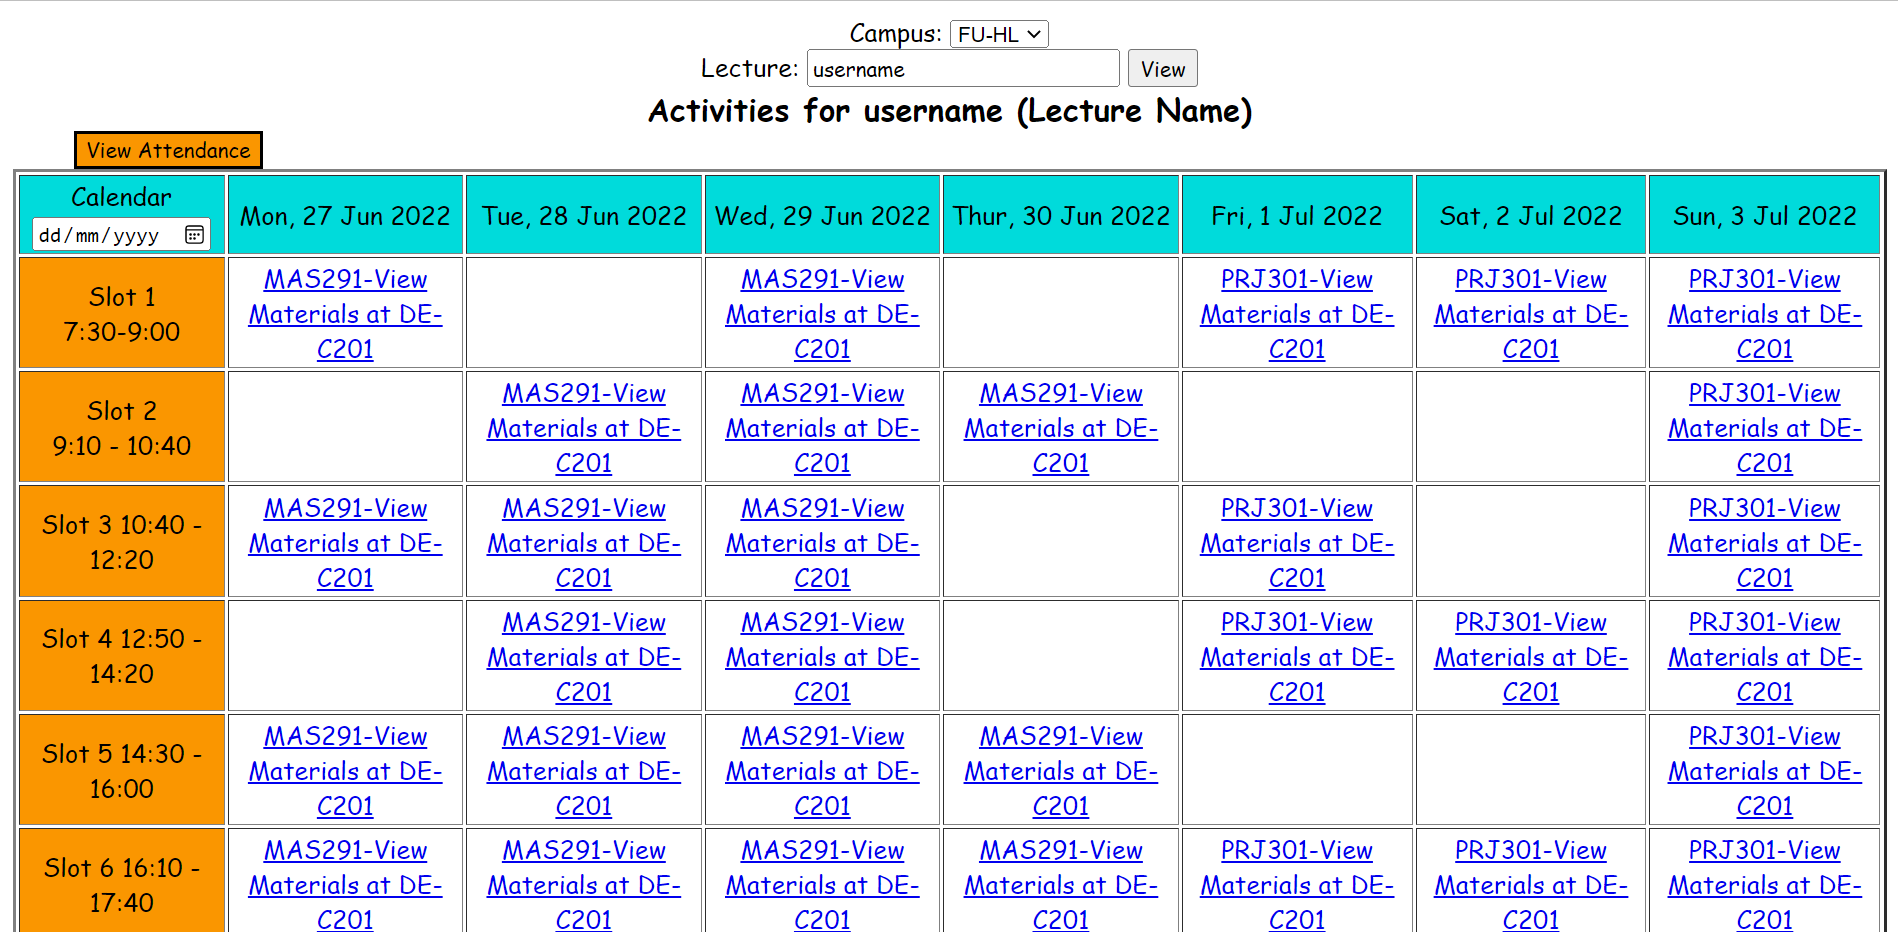 Campus: FU-HL
Lecture: username View
Activities for username (Lecture Name)
View Attendance
Calendar
dd/mm/yyyy
Mon, 27 Jun 2022
Tue, 28 Jun 2022
Wed, 29 Jun 2022
Thur, 30 Jun 2022
Fri, 1 Jul 2022
Sat, 2 Jul 2022
Sun, 3 Jul 2022
Slot 1
7:30-9:00
MAS291-View
Materials at DE-
C201
MAS291-View
Materials at DE-
C201
PRJ301-View
Materials at DE-
C201
PRJ301-View
Materials at DE-
C201
PRJ301-View
Materials at DE-
C201
Slot 2
9:10 - 10:40
MAS291-View
Materials at DE-
C201
MAS291-View
Materials at DE-
C201
MAS291-View
Materials at DE-
C201
PRJ301-View
Materials at DE-
C201
Slot 3 10:40 -
12:20
MAS291-View
Materials at DE-
C201
MAS291-View
Materials at DE-
C201
MAS291-View
Materials at DE-
C201
PRJ301-View
Materials at DE-
C201
PRJ301-View
Materials at DE-
C201
Slot 4 12:50 -
14:20
MAS291-View
Materials at DE-
C201
MAS291-View
Materials at DE-
C201
PRJ301-View
Materials at DE-
C201
PRJ301-View
Materials at DE-
C201
PRJ301-View
Materials at DE-
C201
Slot 5 14:30 -
16:00
MAS291-View
Materials at DE-
C201
MAS291-View
Materials at DE-
C201
MAS291-View
Materials at DE-
C201
MAS291-View
Materials at DE-
C201
PRJ301-View
Materials at DE-
C201
Slot 6 16:10 -
17:40
MAS291-View
Materials at DE-
C201
MAS291-View
Materials at DE-
C201
MAS291-View
Materials at DE-
C201
MAS291-View
Materials at DE-
C201
PRJ301-View
Materials at DE-
C201
PRJ301-View
Materials at DE-
C201
PRJ301-View
Materials at DE-
C201